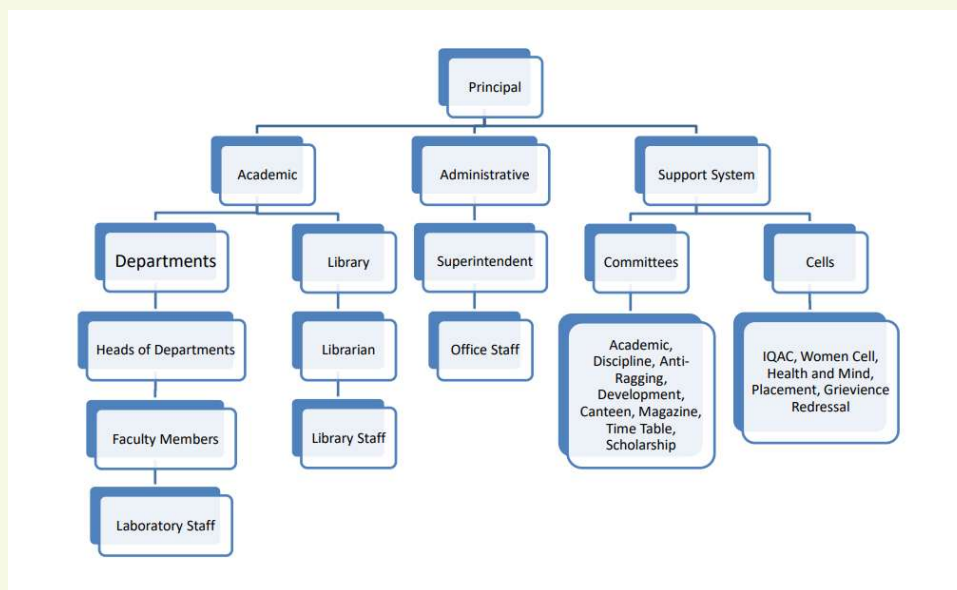 Principal
Academic
Administrative
Support System
Departments
Library
Superintendent
Committees
Cells
Heads of Departments
Librarian
Office Staff
Academic,
Discipline, Anti-
Ragging,
Development,
Canteen, Magazine,
Time Table,
Scholarship
IQAC, Women Cell,
Health and Mind,
Placement, Grievience
Redressal
Faculty Members
Library Staff
Laboratory Staff